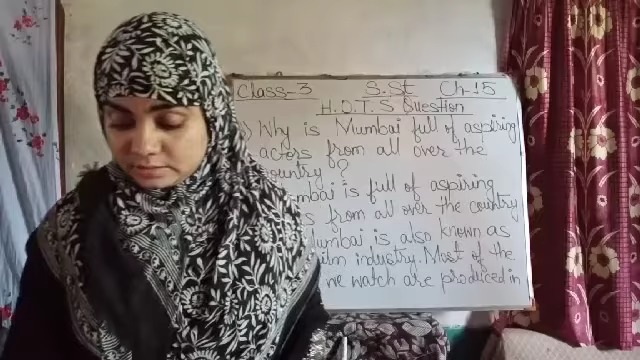 Class-3 S.St Ch-15
H.O.T.S Question
Why is Mumbai full of aspiring
actors from all over the
country?
is full of aspiring
from all over the country
Mumbai is also known as
industry. Most of the
we watch are produced in